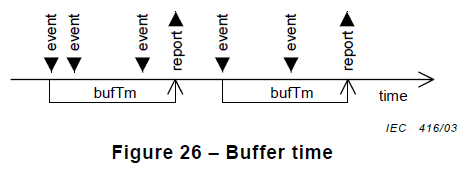 event event event report event event report
bufTm bufTm time
IEC 416/03
Figure 26 – Buffer time